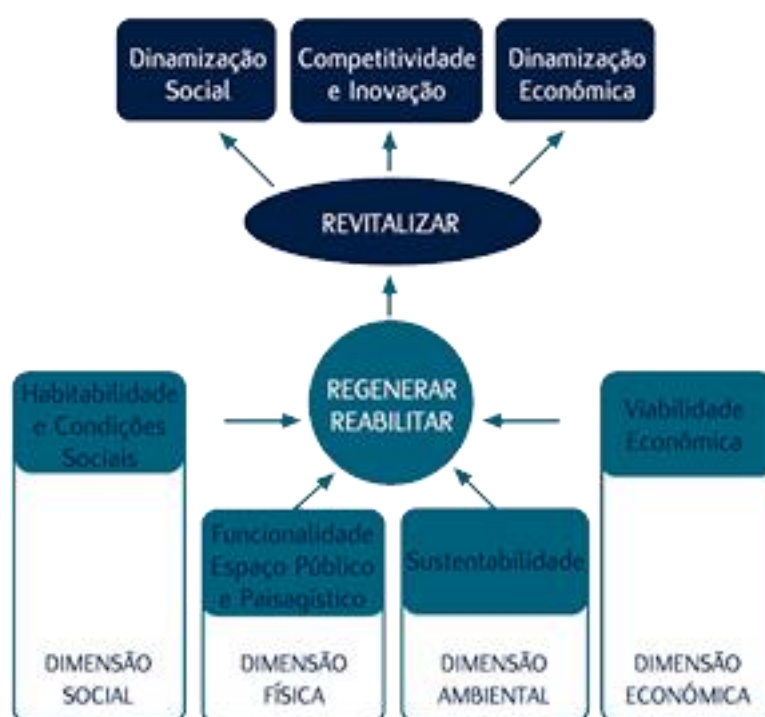 Dinamização
Social
Competitividade
e Inovação
Dinamização
Económica
REVITALIZAR
REGENERAR
REABILITAR
Habitabilidade
e Condições
Sociais
Viabilidade
Económica
Funcionalidade
Espaço Público
e Paisagístico
Sustentabilidade
DIMENSÃO
SOCIAL
DIMENSÃO
FÍSICA
DIMENSÃO
AMBIENTAL
DIMENSÃO
ECONÓMICA